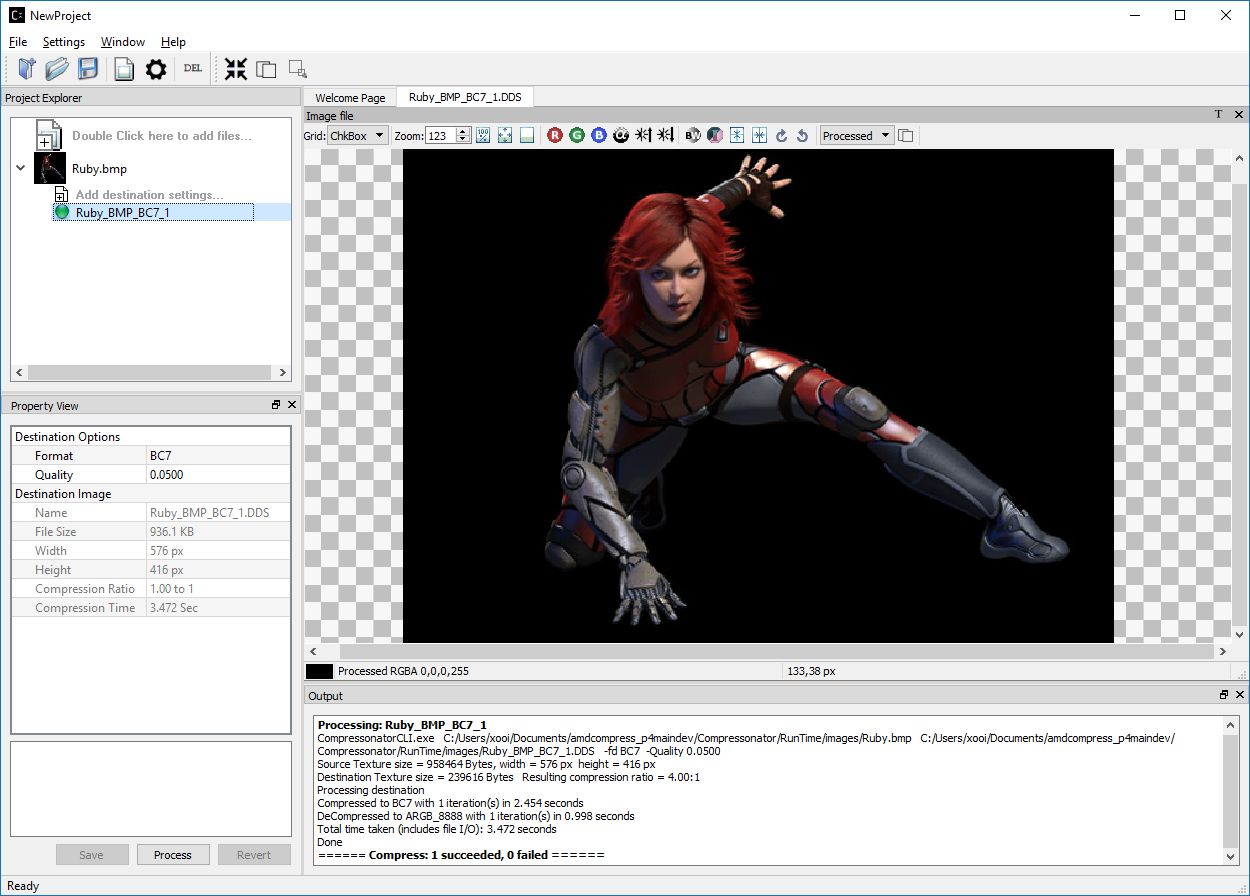 NewProject
File Settings Window Help
DEL
Project Explorer
Double Click here to add files...
Ruby.bmp
Add destination settings...
Ruby_BMP_BC7_1
Property View
Destination Options
Format BC7
Quality 0.0500
Destination Image
Name Ruby_BMP_BC7_1.DDS
File Size 936.1 KB
Width 576 px
Height 416 px
Compression Ratio 1.00 to 1
Compression Time 3.472 Sec
Save Process Revert
Welcome Page Ruby_BMP_BC7_1.DDS
Image file
Grid: ChkBox Zoom: 123 100 % R G B BW Processed
Processed RGBA 0,0,0,255 133,38 px
Output
Processing: Ruby_BMP_BC7_1
CompressonatorCLI.exe C:/Users/xooi/Documents/amdcompress_p4maindev/Compressonator/RunTime/images/Ruby.bmp C:/Users/xooi/Documents/amdcompress_p4maindev/
Compressonator/RunTime/images/Ruby_BMP_BC7_1.DDS -fd BC7 -Quality 0.0500
Source Texture size = 958464 Bytes, width = 576 px height = 416 px
Destination Texture size = 239616 Bytes Resulting compression ratio = 4.00:1
Processing destination
Compressed to BC7 with 1 iteration(s) in 2.454 seconds
DeCompressed to ARGB_8888 with 1 iteration(s) in 0.998 seconds
Total time taken (includes file I/O): 3.472 seconds
Done
====== Compress: 1 succeeded, 0 failed ======
Ready